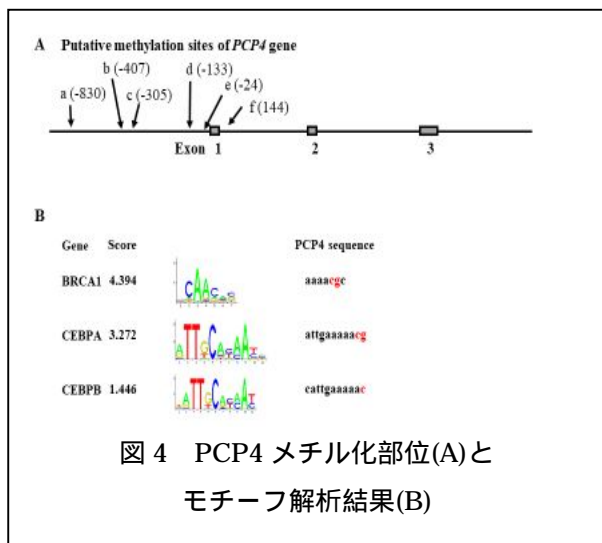 A Putative methylation sites of PCP4 gene
b (-407) d (-133)
a (-830) c (-305) e (-24)
f (144)
Exon 1 2 3
B
Gene Score PCP4 sequence
BRCA1 4.394 aaaacgc
CEBPA 3.272 attgaaaaacg
CEBPB 1.446 cattgaaaaac
図 4 PCP4 メチル化部位(A)と
モチーフ解析結果(B)